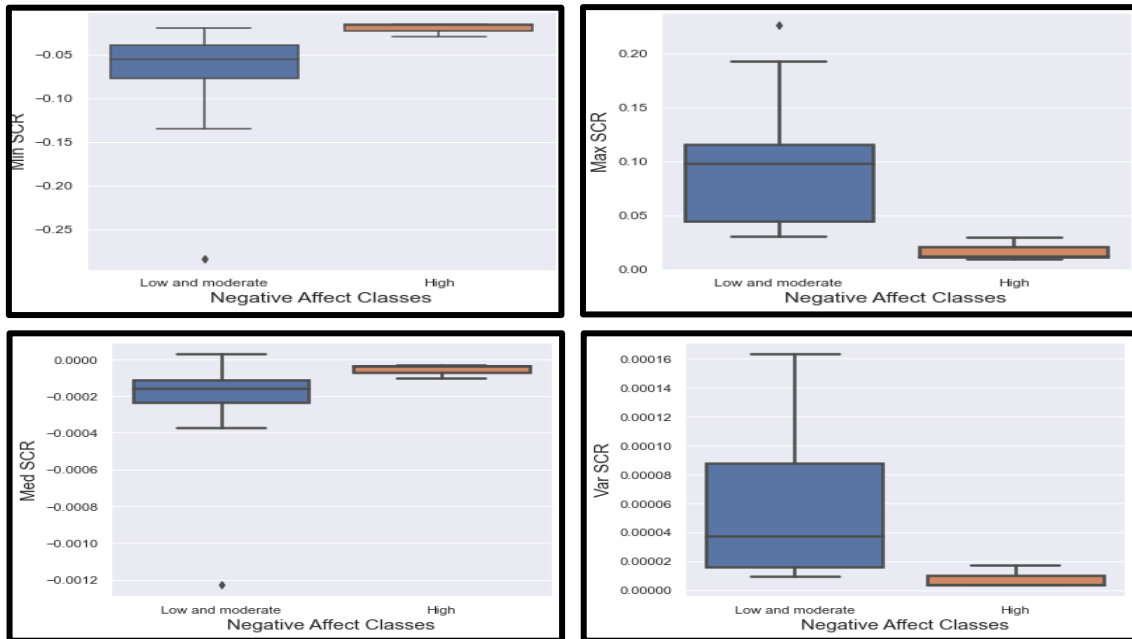 −0.05
−0.10
−0.15
−0.20
−0.25
Min SCR
Low and moderate
High
Negative Affect Classes
0.20
0.15
0.10
0.05
0.00
Max SCR
Low and moderate
High
Negative Affect Classes
0.0000
−0.0002
−0.0004
−0.0006
−0.0008
−0.0010
−0.0012
Med SCR
Low and moderate
High
Negative Affect Classes
0.00016
0.00014
0.00012
0.00010
0.00008
0.00006
0.00004
0.00002
0.00000
Var SCR
Low and moderate
High
Negative Affect Classes